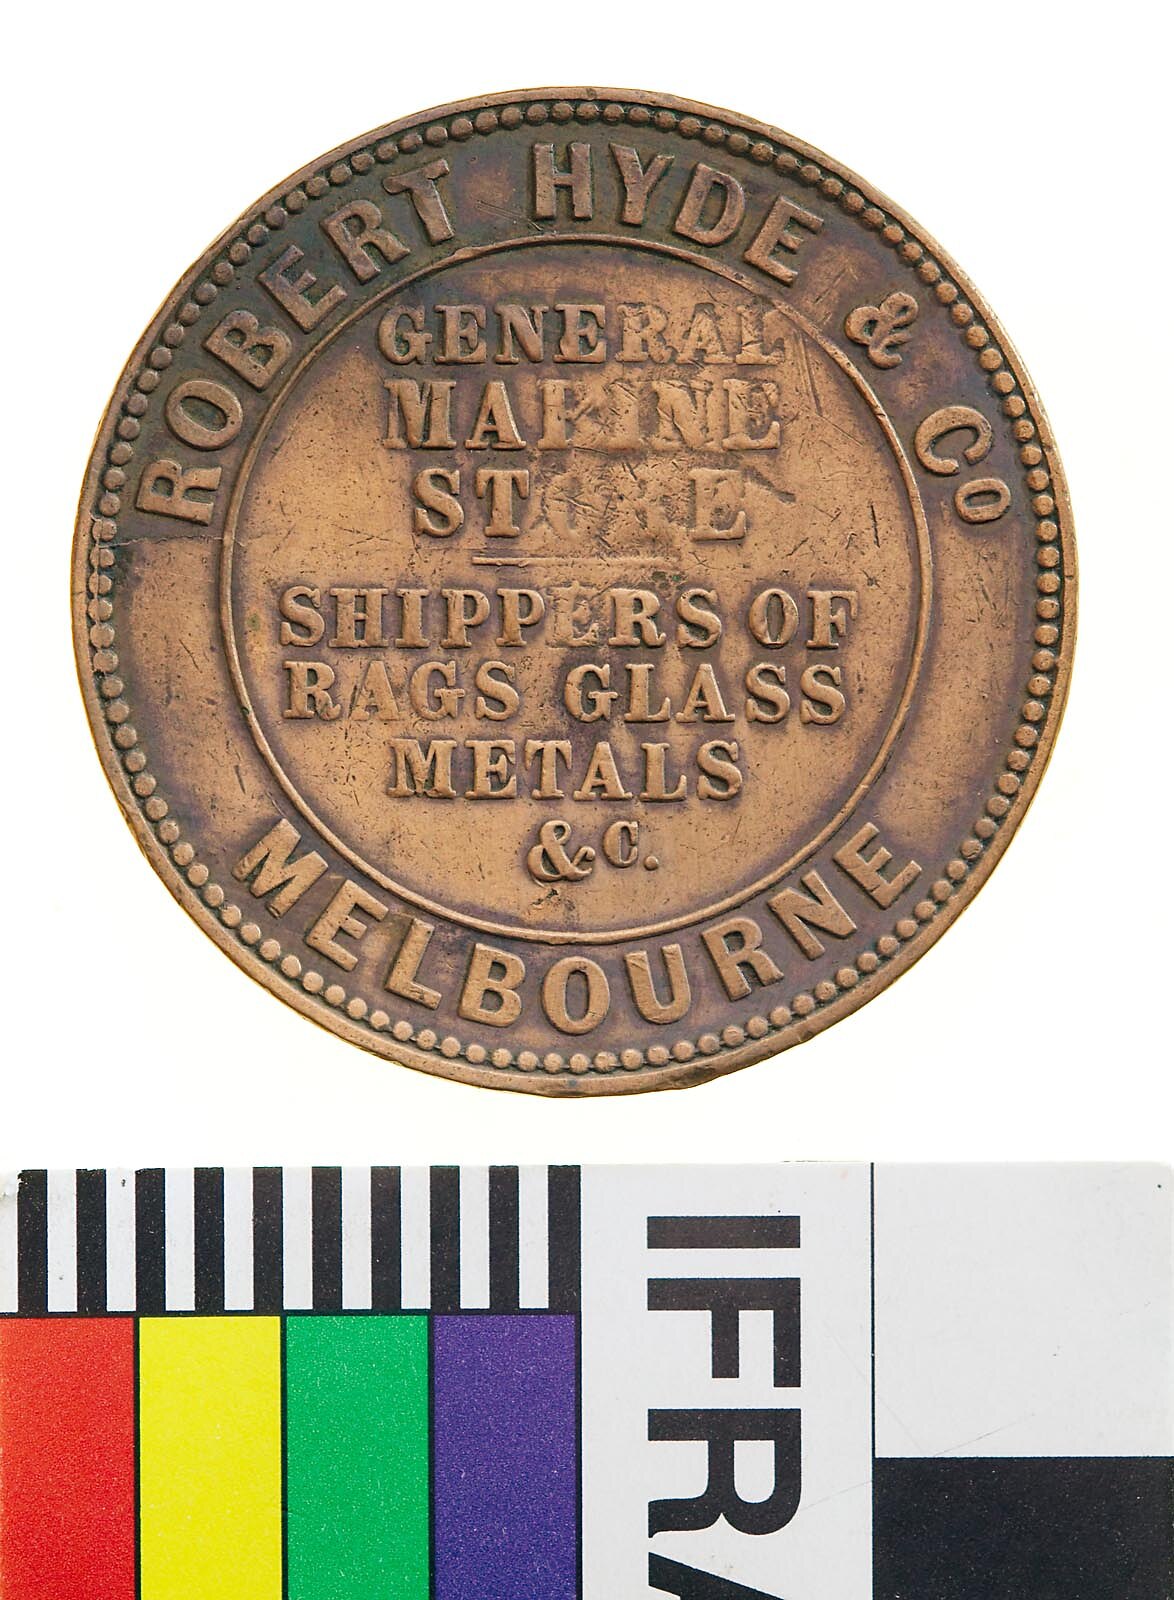 ROBERT HYDE & Co
GENERAL
MARINE
STORE
SHIPPERS OF
RAGS GLASS
METALS
&C.
MELBOURNE
IFRA